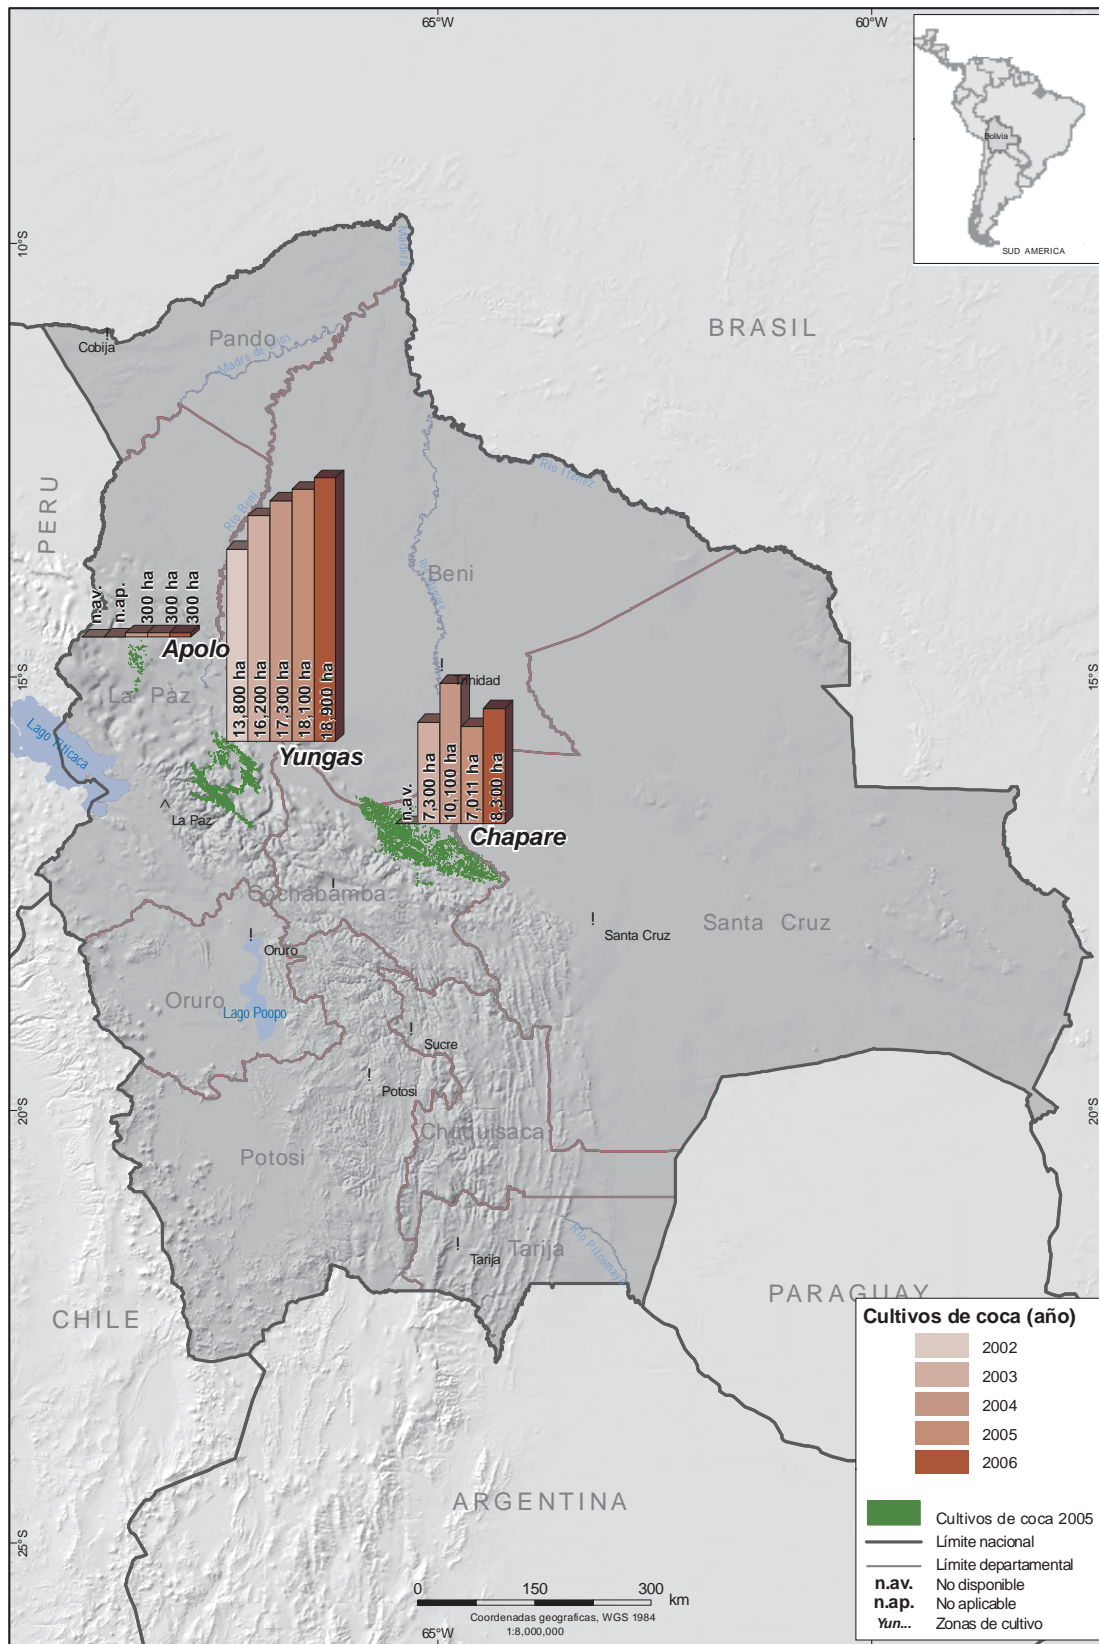 65°W
60°W
Bolivia
SUD AMERICA
10°S
Madera
BRASIL
Pando
Cobija
Madre de Dios
PERU
Rio Beni
Beni
n.av.
n.ap.
300 ha
300 ha
300 ha
Apolo
13,800 ha
16,200 ha
17,300 ha
18,100 ha
18,900 ha
Yungas
Trinidad
15°S
15°S
La Paz
Lago Titicaca
La Paz
n.av.
7,300 ha
10,100 ha
7,011 ha
8,300 ha
Chapare
Cochabamba
Santa Cruz
Santa Cruz
Oruro
Oruro
Lago Poopo
Sucre
Potosi
20°S
20°S
Chuquisaca
Potosi
Tarija
Tarija
Rio Pilcomayo
CHILE
PARAGUAY
ARGENTINA
25°S
Cultivos de coca (año)
2002
2003
2004
2005
2006
Cultivos de coca 2005
Límite nacional
Límite departamental
n.av. No disponible
n.ap. No aplicable
Yun... Zonas de cultivo
0 150 300
km
Coordenadas geograficas, WGS 1984
1:8,000,000
65°W